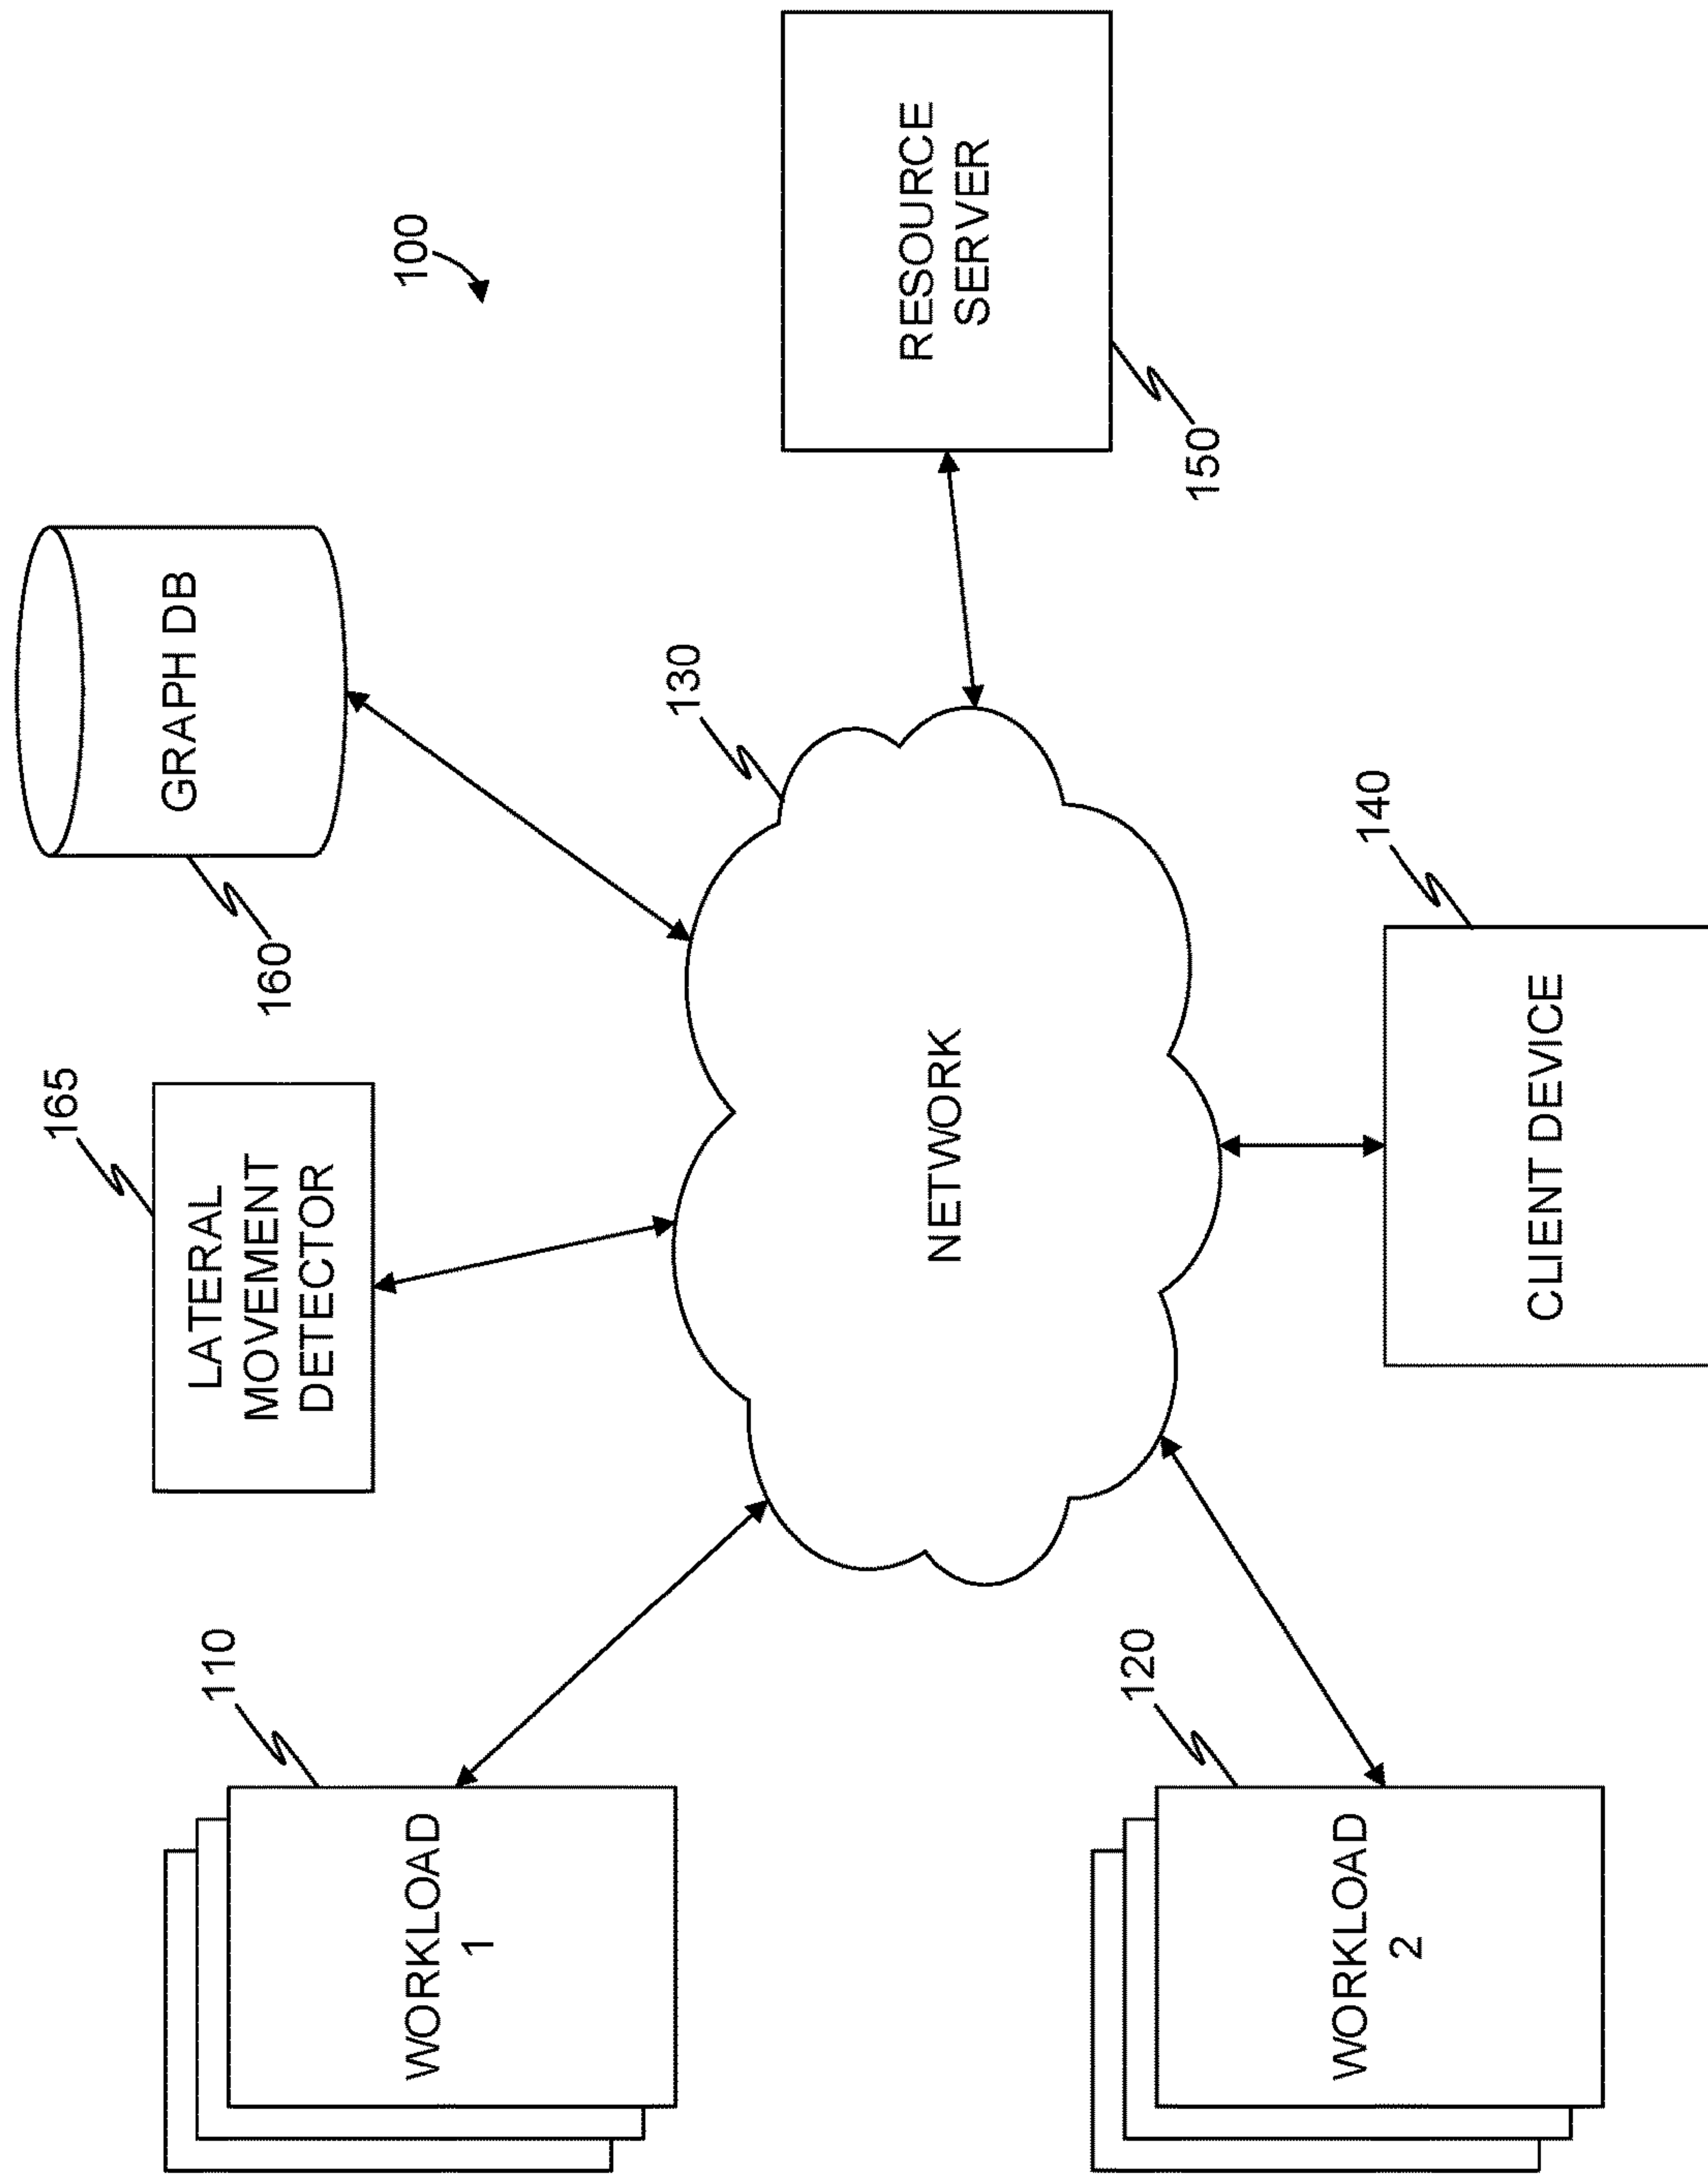 100
110
WORKLOAD
1
165
LATERAL
MOVEMENT
DETECTOR
160
GRAPH DB
130
NETWORK
RESOURCE
SERVER
150
120
WORKLOAD
2
140
CLIENT DEVICE